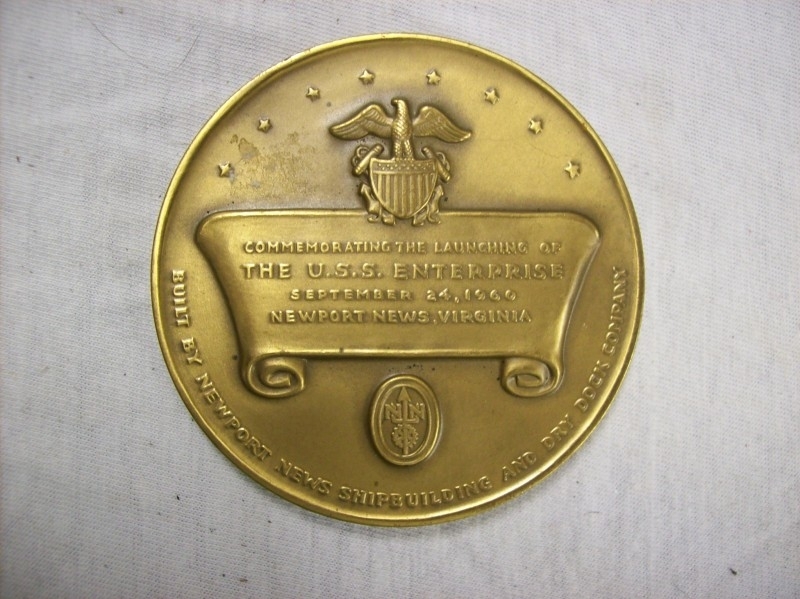 COMMEMORATING THE LAUNCHING OF
THE U.S.S. ENTERPRISE
SEPTEMBER 24, 1960
NEWPORT NEWS, VIRGINIA
NN
BUILT BY NEWPORT NEWS SHIPBUILDING AND DRY DOCK COMPANY